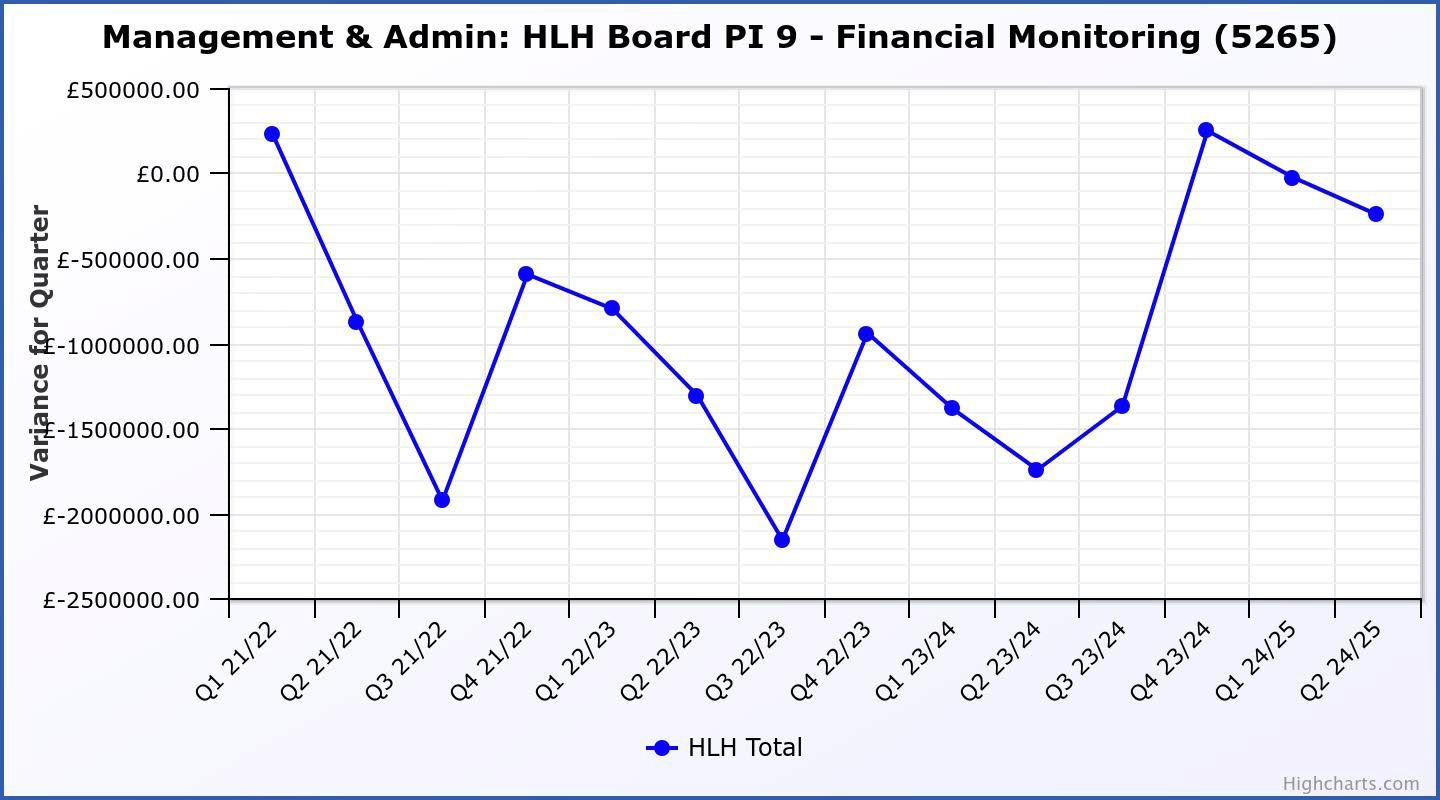 Management & Admin: HLH Board PI 9 - Financial Monitoring (5265)
Variance for Quarter
£500000.00
£0.00
£-500000.00
£-1000000.00
£-1500000.00
£-2000000.00
£-2500000.00
Q1 21/22
Q2 21/22
Q3 21/22
Q4 21/22
Q1 22/23
Q2 22/23
Q3 22/23
Q4 22/23
Q1 23/24
Q2 23/24
Q3 23/24
Q4 23/24
Q1 24/25
Q2 24/25
HLH Total
Highcharts.com